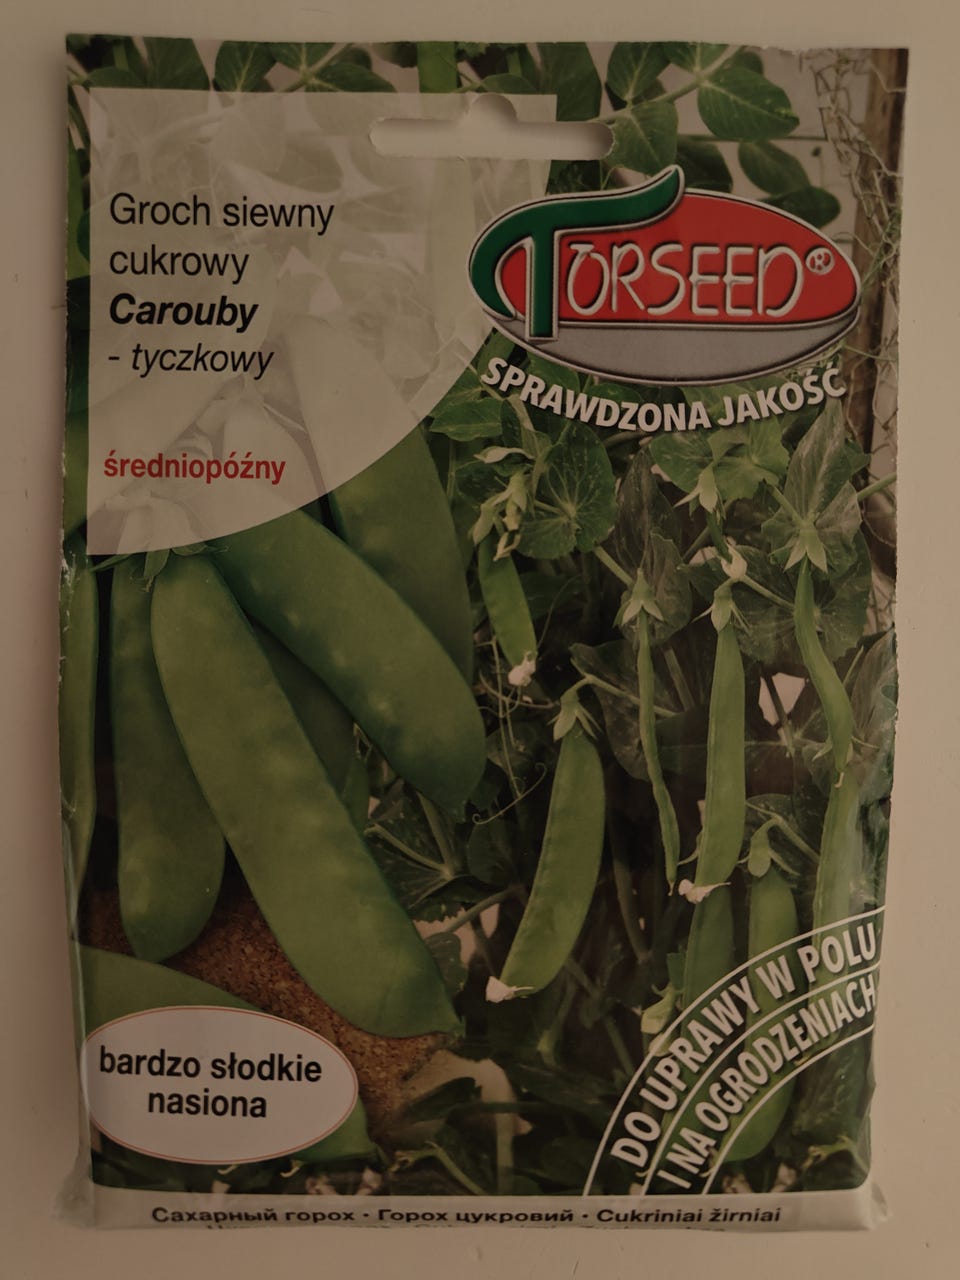 Groch siewny
cukrowy
Carouby
- tyczkowy
średniopóźny
TORSEED®
SPRAWDZONA JAKOŚĆ
bardzo słodkie
nasiona
DO UPRAWY W POLU
I NA OGRODZENIACH
Сахарный горох · Горох цукровий · Cukriniai žirniai